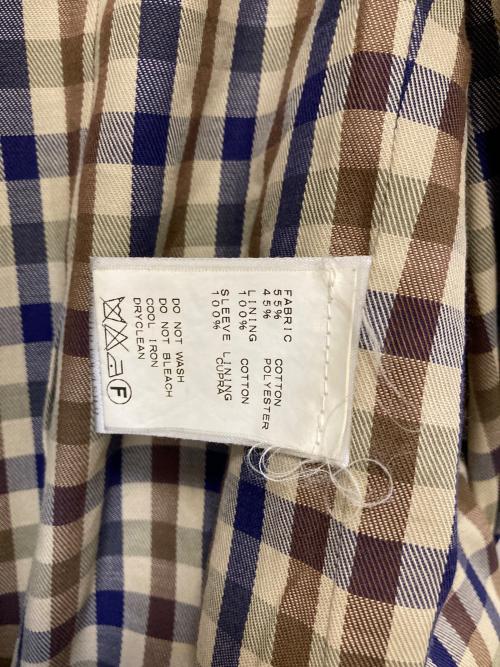 FABRIC
55% COTTON
45% POLYESTER
LINING
100% COTTON
SLEEVE LINING
100% CUPRA
DO NOT WASH
DO NOT BLEACH
COOL IRON
DRYCLEAN
F